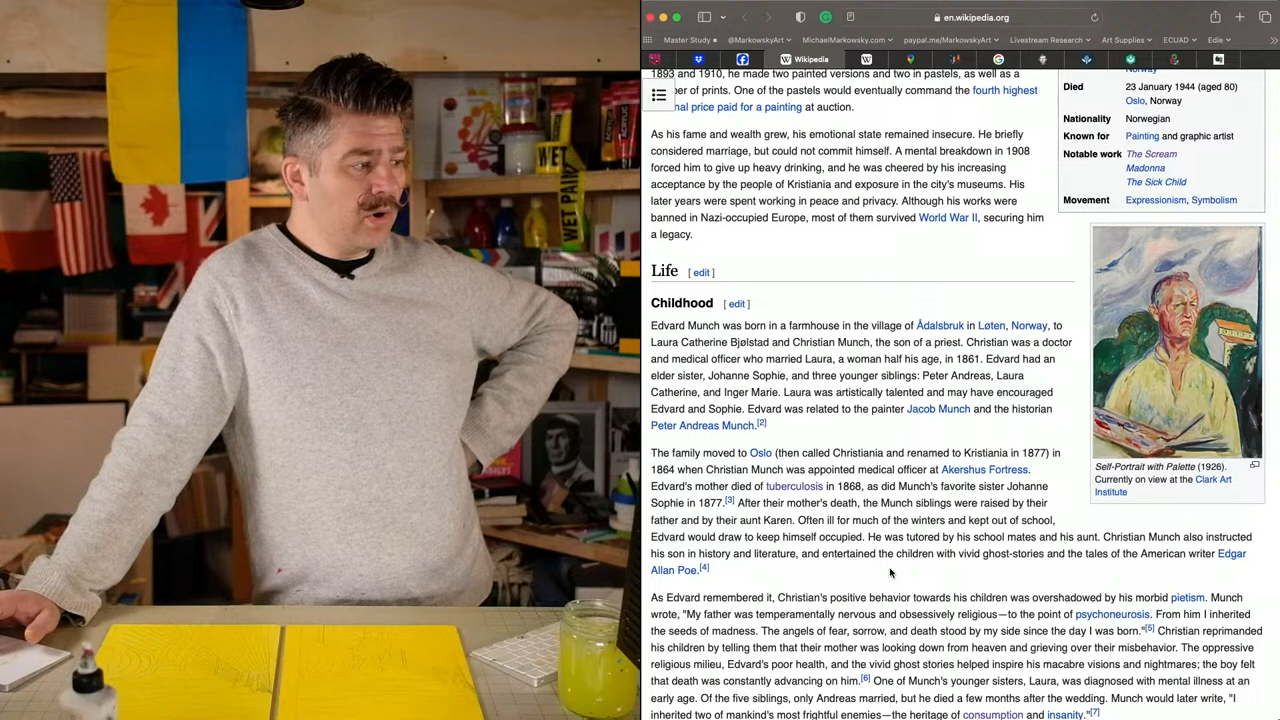 en.wikipedia.org
Master Study
@MarkowskyArt
MichaelMarkowsky.com
paypal.me/MarkowskyArt
Livestream Research
Art Supplies
ECUAD
Edie
Wikipedia
WET PAINT
WET
ACRYLIC
1893 and 1910, he made two painted versions and two in pastels, as well as a
er of prints. One of the pastels would eventually command the fourth highest
nal price paid for a painting at auction.
As his fame and wealth grew, his emotional state remained insecure. He briefly
considered marriage, but could not commit himself. A mental breakdown in 1908
forced him to give up heavy drinking, and he was cheered by his increasing
acceptance by the people of Kristiania and exposure in the city's museums. His
later years were spent working in peace and privacy. Although his works were
banned in Nazi-occupied Europe, most of them survived World War II, securing him
a legacy.
Norway
Died 23 January 1944 (aged 80)
Oslo, Norway
Nationality Norwegian
Known for Painting and graphic artist
Notable work The Scream
Madonna
The Sick Child
Movement Expressionism, Symbolism
Self-Portrait with Palette (1926).
Currently on view at the Clark Art
Institute
Life [ edit ]
Childhood [ edit ]
Edvard Munch was born in a farmhouse in the village of Ådalsbruk in Løten, Norway, to
Laura Catherine Bjølstad and Christian Munch, the son of a priest. Christian was a doctor
and medical officer who married Laura, a woman half his age, in 1861. Edvard had an
elder sister, Johanne Sophie, and three younger siblings: Peter Andreas, Laura
Catherine, and Inger Marie. Laura was artistically talented and may have encouraged
Edvard and Sophie. Edvard was related to the painter Jacob Munch and the historian
Peter Andreas Munch.[2]
The family moved to Oslo (then called Christiania and renamed to Kristiania in 1877) in
1864 when Christian Munch was appointed medical officer at Akershus Fortress.
Edvard's mother died of tuberculosis in 1868, as did Munch's favorite sister Johanne
Sophie in 1877.[3] After their mother's death, the Munch siblings were raised by their
father and by their aunt Karen. Often ill for much of the winters and kept out of school,
Edvard would draw to keep himself occupied. He was tutored by his school mates and his aunt. Christian Munch also instructed
his son in history and literature, and entertained the children with vivid ghost-stories and the tales of the American writer Edgar
Allan Poe.[4]
As Edvard remembered it, Christian's positive behavior towards his children was overshadowed by his morbid pietism. Munch
wrote, "My father was temperamentally nervous and obsessively religious—to the point of psychoneurosis. From him I inherited
the seeds of madness. The angels of fear, sorrow, and death stood by my side since the day I was born."[5] Christian reprimanded
his children by telling them that their mother was looking down from heaven and grieving over their misbehavior. The oppressive
religious milieu, Edvard's poor health, and the vivid ghost stories helped inspire his macabre visions and nightmares; the boy felt
that death was constantly advancing on him.[6] One of Munch's younger sisters, Laura, was diagnosed with mental illness at an
early age. Of the five siblings, only Andreas married, but he died a few months after the wedding. Munch would later write, "I
inherited two of mankind's most frightful enemies—the heritage of consumption and insanity."[7]